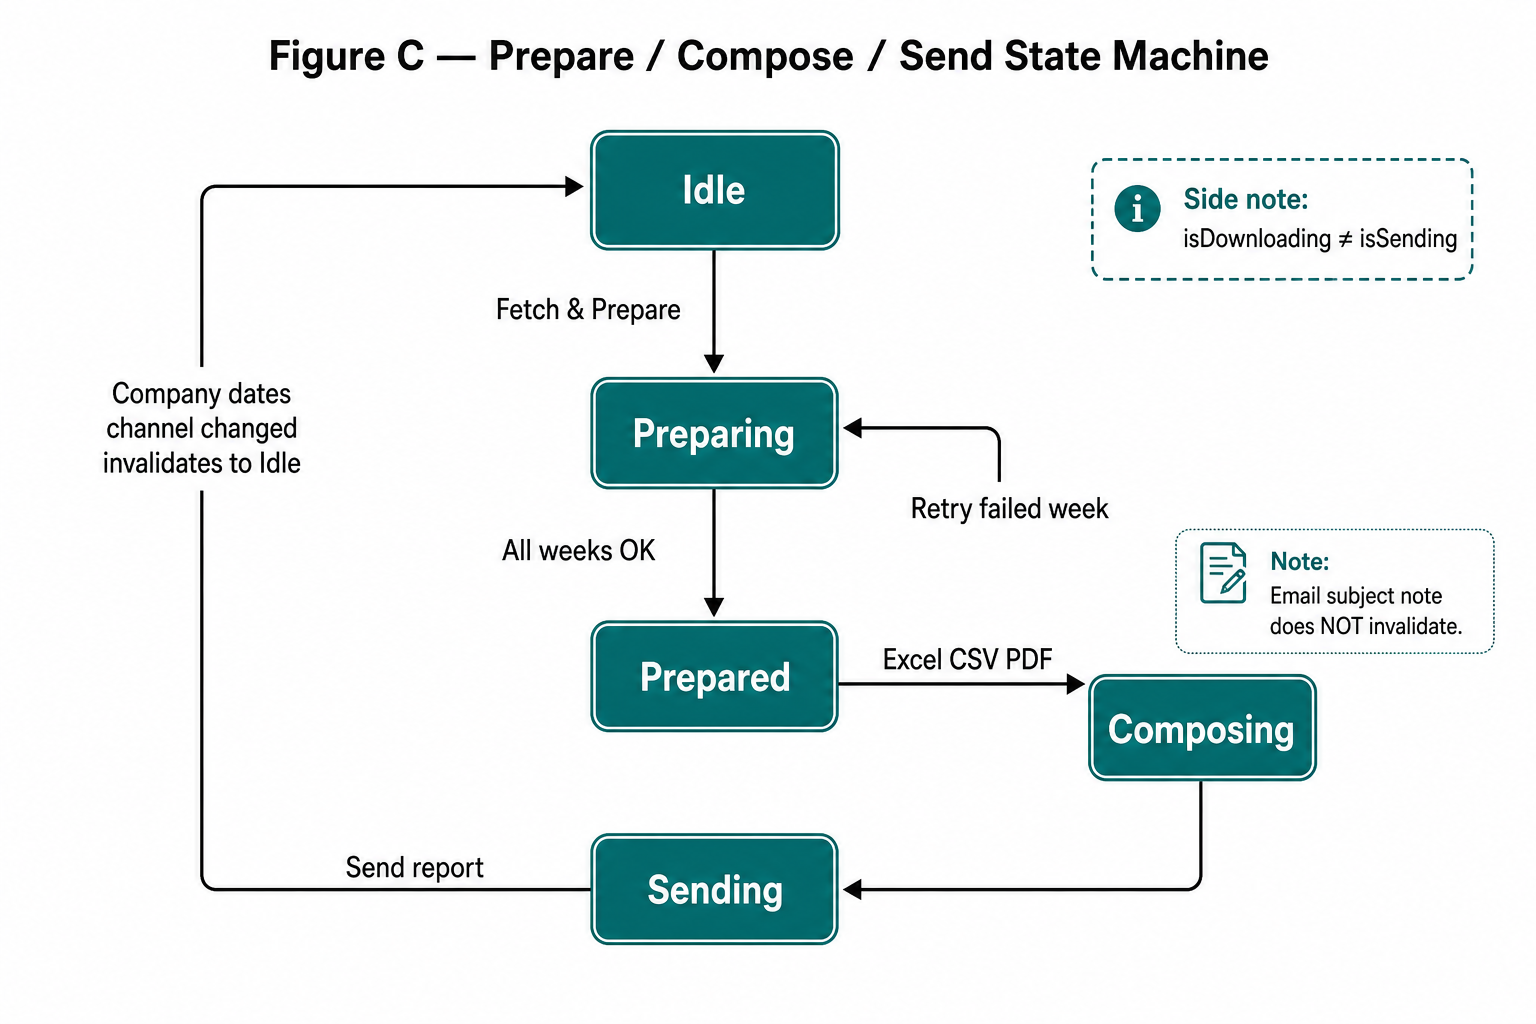 Figure C — Prepare / Compose / Send State Machine
Idle
Side note:
isDownloading ≠ isSending
Fetch & Prepare
Company dates
channel changed
invalidates to Idle
Preparing
Retry failed week
All weeks OK
Note:
Email subject note
does NOT invalidate.
Prepared
Excel CSV PDF
Composing
Send report
Sending